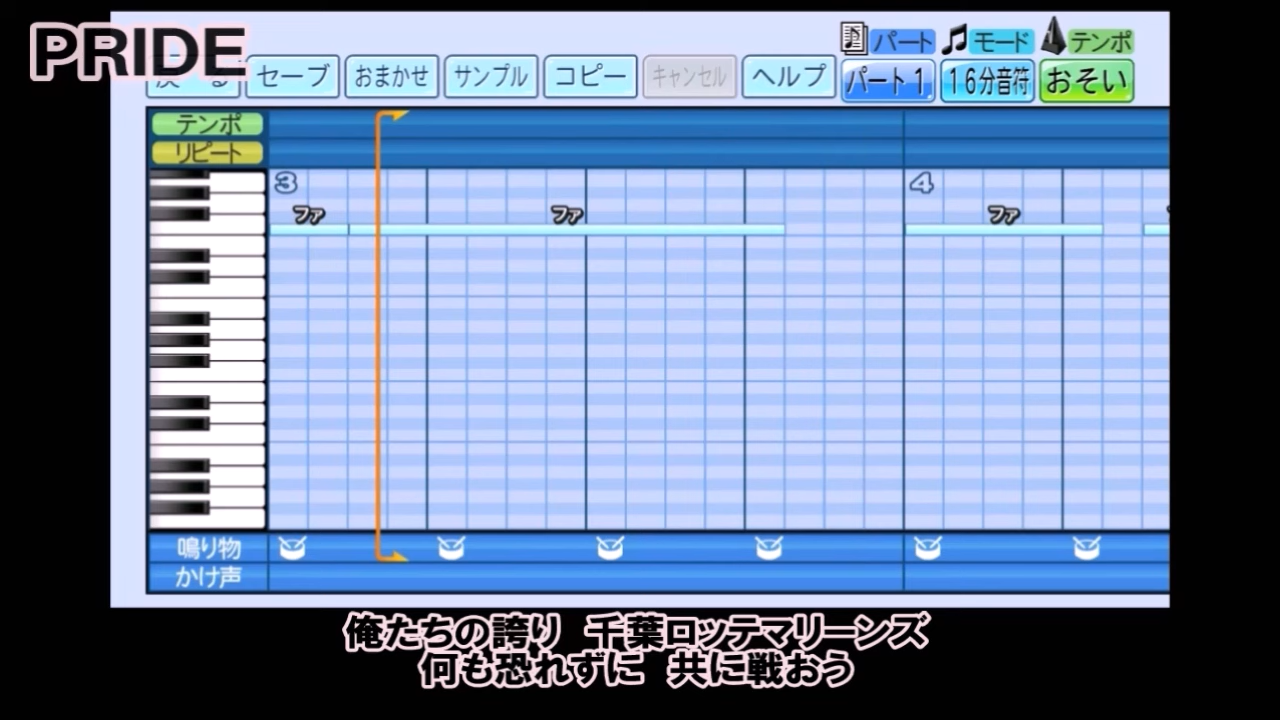 PRIDE
パート モード テンポ
セーブ おまかせ サンプル コピー キャンセル ヘルプ パート1 16分音符 おそい
テンポ
リピート
3 4
ファ ファ ファ
鳴り物
かけ声
俺たちの誇り 千葉ロッテマリーンズ
何も恐れずに 共に戦おう